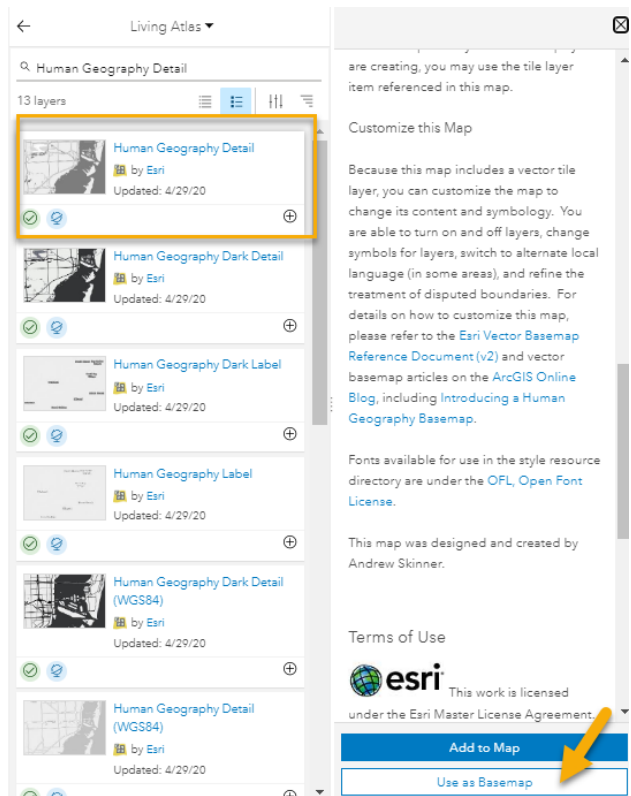 Living Atlas
Human Geography Detail
13 layers
Human Geography Detail
by Esri
Updated: 4/29/20
Human Geography Dark Detail
by Esri
Updated: 4/29/20
Human Geography Dark Label
by Esri
Updated: 4/29/20
Human Geography Label
by Esri
Updated: 4/29/20
Human Geography Dark Detail
(WGS84)
by Esri
Updated: 4/29/20
Human Geography Detail
(WGS84)
by Esri
Updated: 4/29/20
are creating, you may use the tile layer
item referenced in this map.
Customize this Map
Because this map includes a vector tile
layer, you can customize the map to
change its content and symbology. You
are able to turn on and off layers, change
symbols for layers, switch to alternate local
language (in some areas), and refine the
treatment of disputed boundaries. For
details on how to customize this map,
please refer to the Esri Vector Basemap
Reference Document (v2) and vector
basemap articles on the ArcGIS Online
Blog, including Introducing a Human
Geography Basemap.
Fonts available for use in the style resource
directory are under the OFL, Open Font
License.
This map was designed and created by
Andrew Skinner.
Terms of Use
esri This work is licensed
under the Esri Master License Agreement.
Add to Map
Use as Basemap